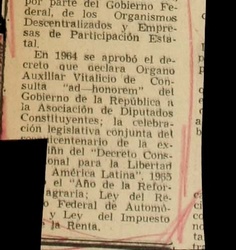 por parte del Gobierno Fe-
deral, de los Organismos
Descentralizados y Empre-
sas de Participación Esta-
tal.
En 1964 se aprobó el de-
creto que declara Organo
Auxiliar Vitalicio de Con-
sulta "ad—honorem" del
Gobierno de la República a
la Asociación de Diputados
Constituyentes; la celebra-
ción legislativa conjunta del
centenario de la ex-
ón del "Decreto Cons-
onal para la Libertad
América Latina". 1965
el "Año de la Refor-
agraria; Ley del Re-
Federal de Automó-
y Ley del Impuesto
la Renta.